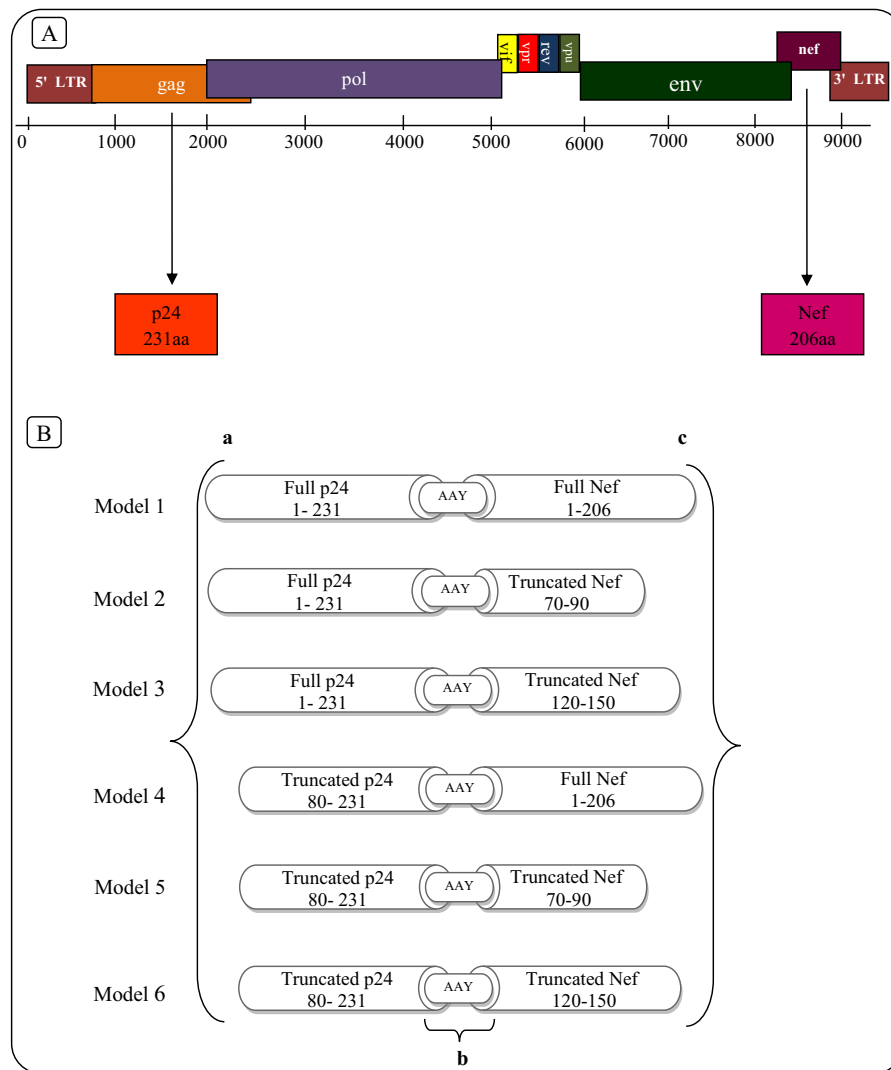 A
5' LTR gag pol vif vpr rev vpu env nef 3' LTR
0 1000 2000 3000 4000 5000 6000 7000 8000 9000
p24
231aa
Nef
206aa
B
a c
Model 1
Full p24
1- 231
AAY
Full Nef
1-206
Model 2
Full p24
1- 231
AAY
Truncated Nef
70-90
Model 3
Full p24
1- 231
AAY
Truncated Nef
120-150
Model 4
Truncated p24
80- 231
AAY
Full Nef
1-206
Model 5
Truncated p24
80- 231
AAY
Truncated Nef
70-90
Model 6
Truncated p24
80- 231
AAY
Truncated Nef
120-150
b